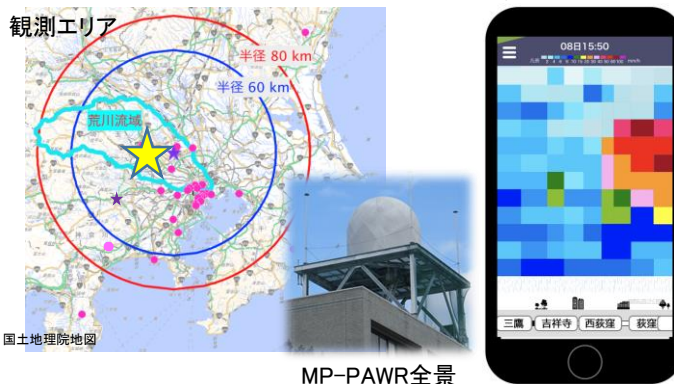 観測エリア
半径 80 km
半径 60 km
荒川流域
国土地理院地図
MP-PAWR全景
08日15:50
mm/h
三鷹
吉祥寺
西荻窪
荻窪